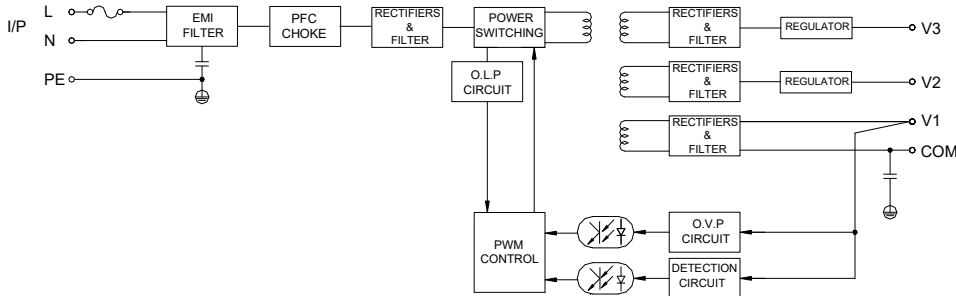 I/P
L
N
PE
EMI
FILTER
PFC
CHOKE
RECTIFIERS
&
FILTER
POWER
SWITCHING
O.L.P
CIRCUIT
PWM
CONTROL
RECTIFIERS
&
FILTER
REGULATOR
V3
RECTIFIERS
&
FILTER
REGULATOR
V2
RECTIFIERS
&
FILTER
V1
COM
O.V.P
CIRCUIT
DETECTION
CIRCUIT